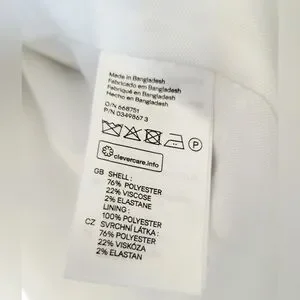 Made in Bangladesh
Fabricado em Bangladesh
Fabriqué en Bangladesh
Hecho en Bangladesh
O/N 668751
P/N 0349867 3
P
clevercare.info
GB SHELL :
76% POLYESTER
22% VISCOSE
2% ELASTANE
LINING :
100% POLYESTER
CZ SVRCHNÍ LÁTKA :
76% POLYESTER
22% VISKÓZA
2% ELASTAN